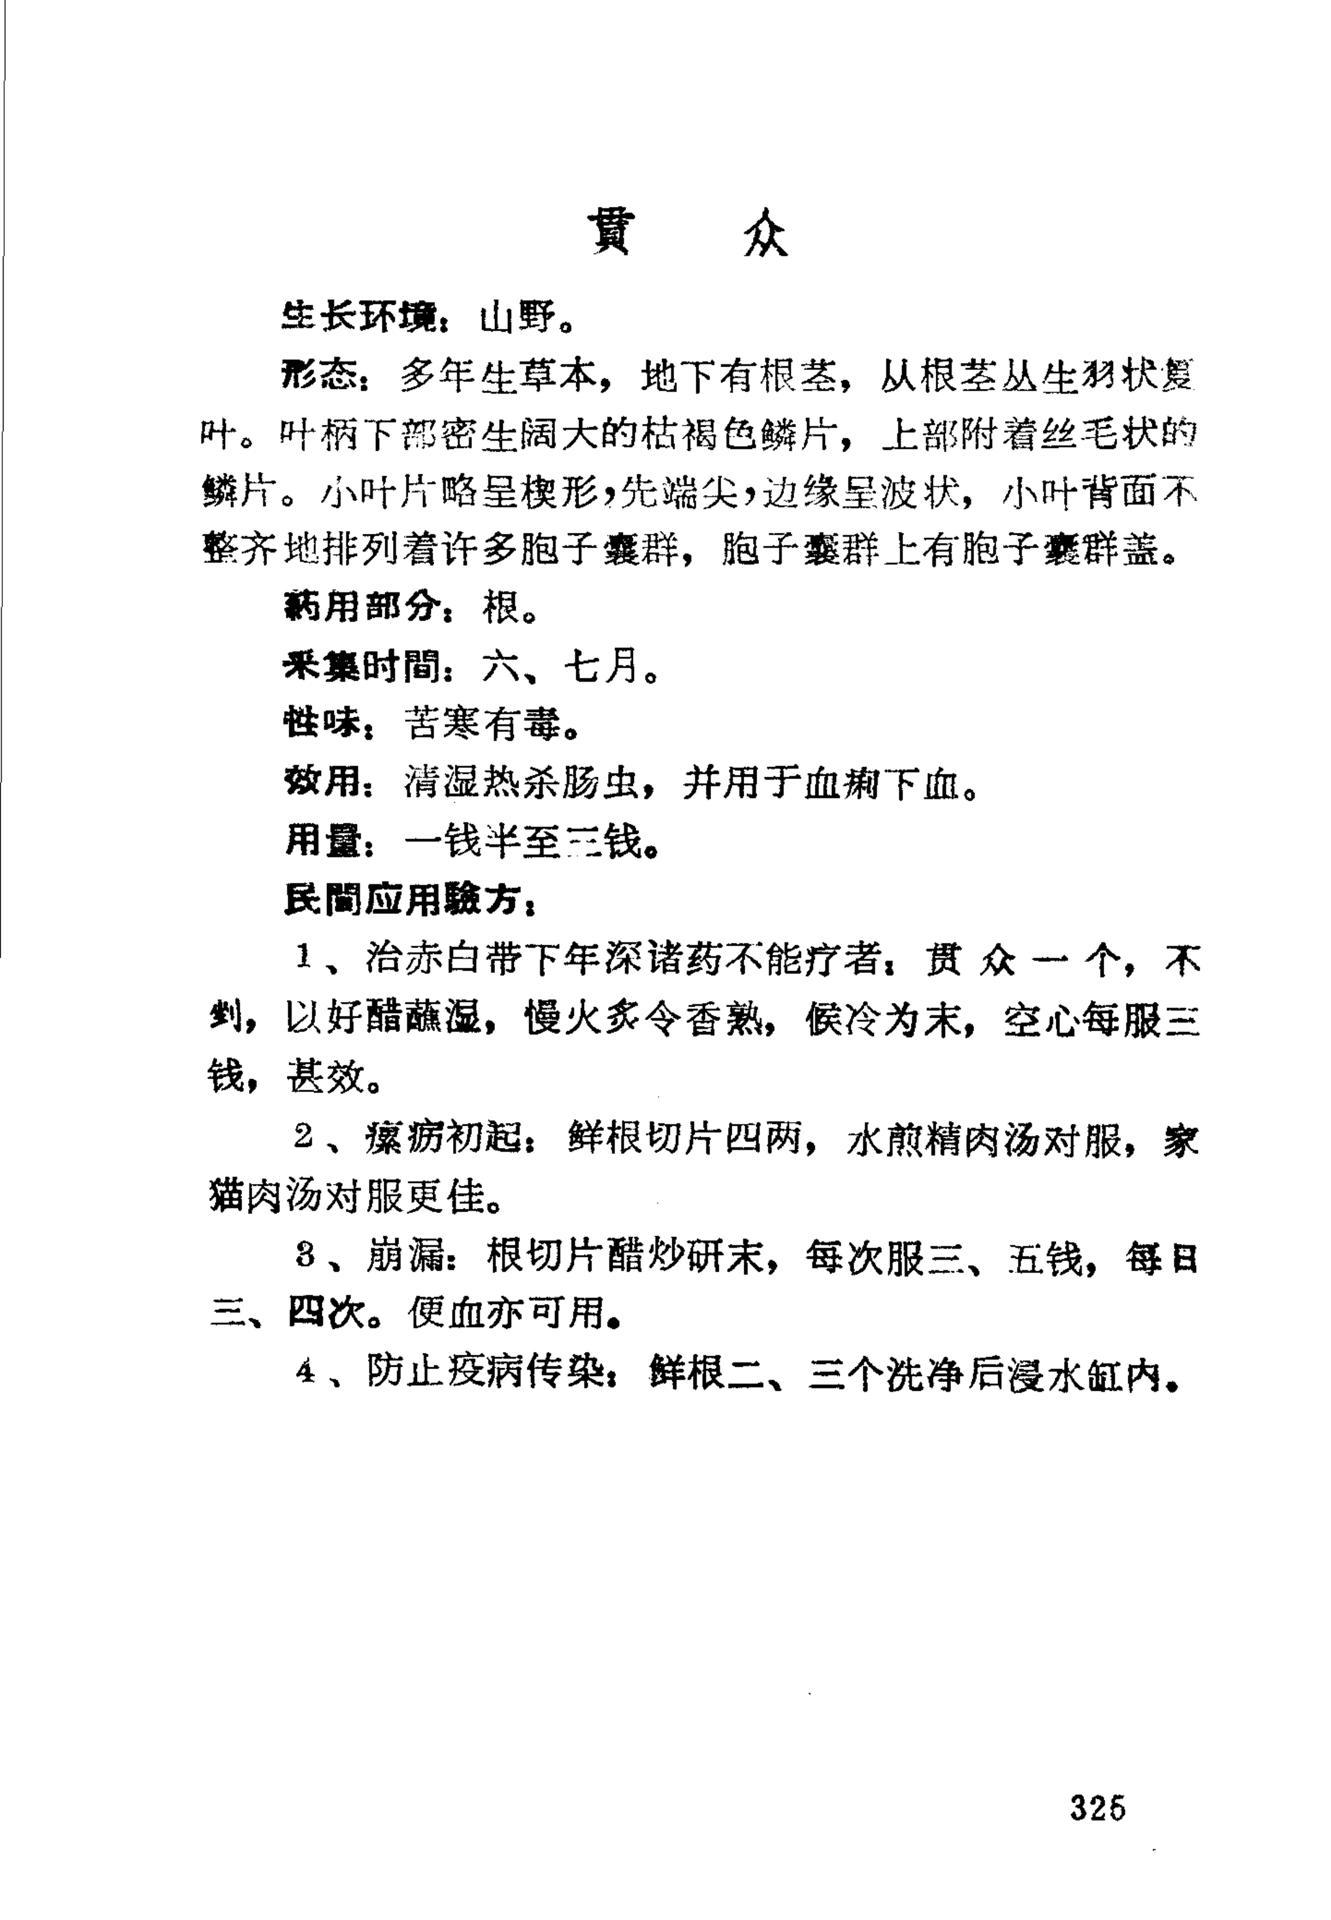 貫 众
生长环境：山野。
形态：多年生草本，地下有根茎，从根茎丛生羽状复
叶。叶柄下部密生阔大的枯褐色鳞片，上部附着丝毛状的
鳞片。小叶片略呈楔形，先端尖，边缘呈波状，小叶背面不
整齐地排列着许多胞子囊群，胞子囊群上有胞子囊群盖。
葯用部分：根。
采集时間：六、七月。
性味：苦寒有毒。
效用：清湿热杀肠虫，并用于血痢下血。
用量：一钱半至三钱。
民間应用驗方：
1、治赤白带下年深诸药不能疗者：贯众一个，不
剉，以好醋蘸湿，慢火炙令香熟，候冷为末，空心每服三
钱，甚效。
2、瘰疬初起：鲜根切片四两，水煎精肉汤对服，家
猫肉汤对服更佳。
3、崩漏：根切片醋炒研末，每次服三、五钱，每日
三、四次。便血亦可用。
4、防止疫病传染：鲜根二、三个洗净后浸水缸内。
325